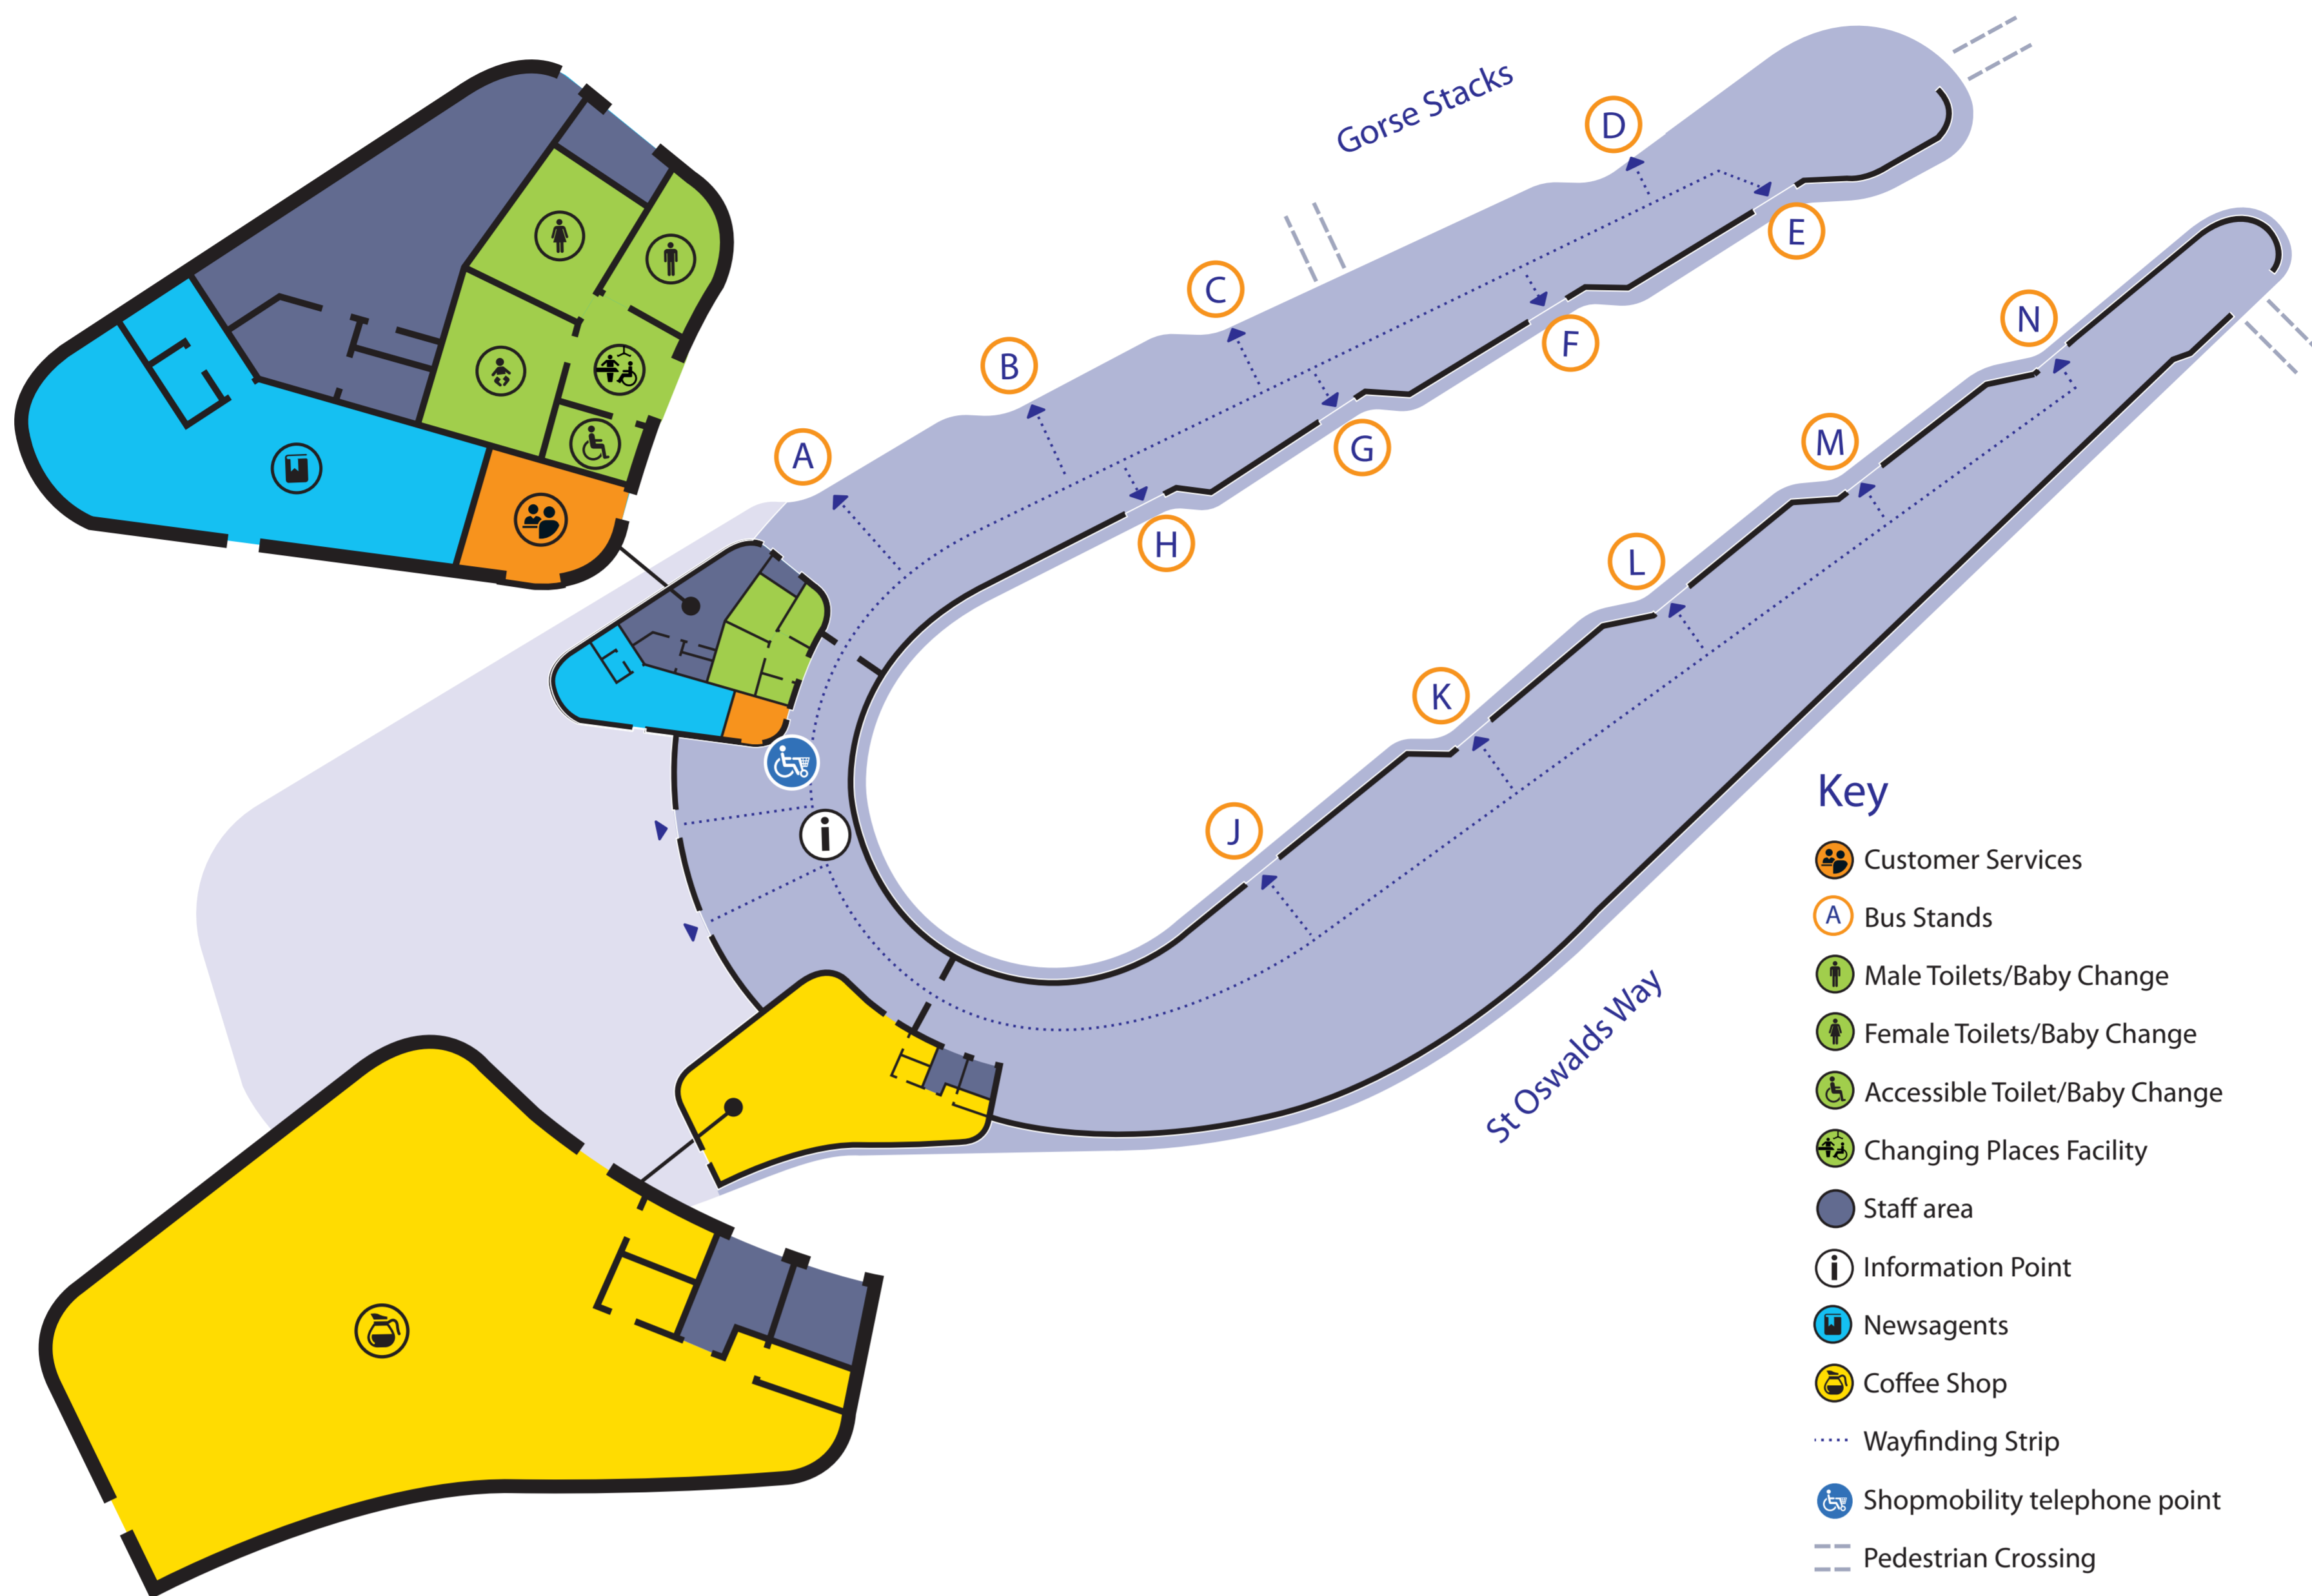 Gorse Stacks
D
E
C
N
B
F
M
G
A
H
L
K
J
i
St Oswalds Way
Key
Customer Services
A Bus Stands
Male Toilets/Baby Change
Female Toilets/Baby Change
Accessible Toilet/Baby Change
Changing Places Facility
Staff area
i Information Point
Newsagents
Coffee Shop
Wayfinding Strip
Shopmobility telephone point
Pedestrian Crossing